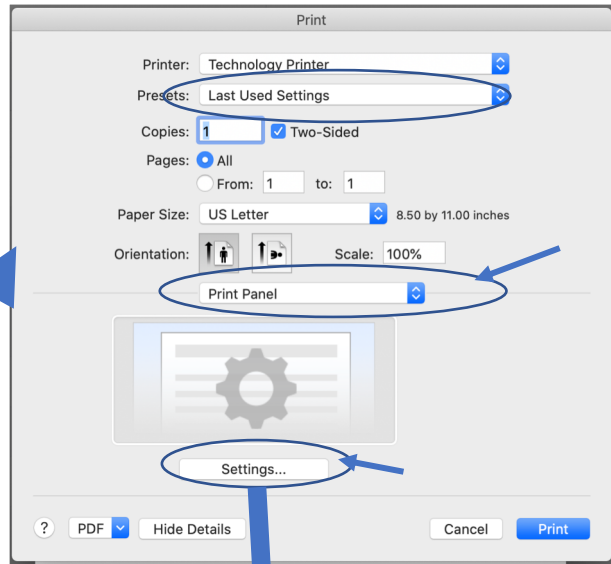 Print
Printer: Technology Printer
Presets: Last Used Settings
Copies: 1 Two-Sided
Pages: All
From: 1 to: 1
Paper Size: US Letter 8.50 by 11.00 inches
Orientation: Scale: 100%
Print Panel
Settings...
? PDF Hide Details Cancel Print